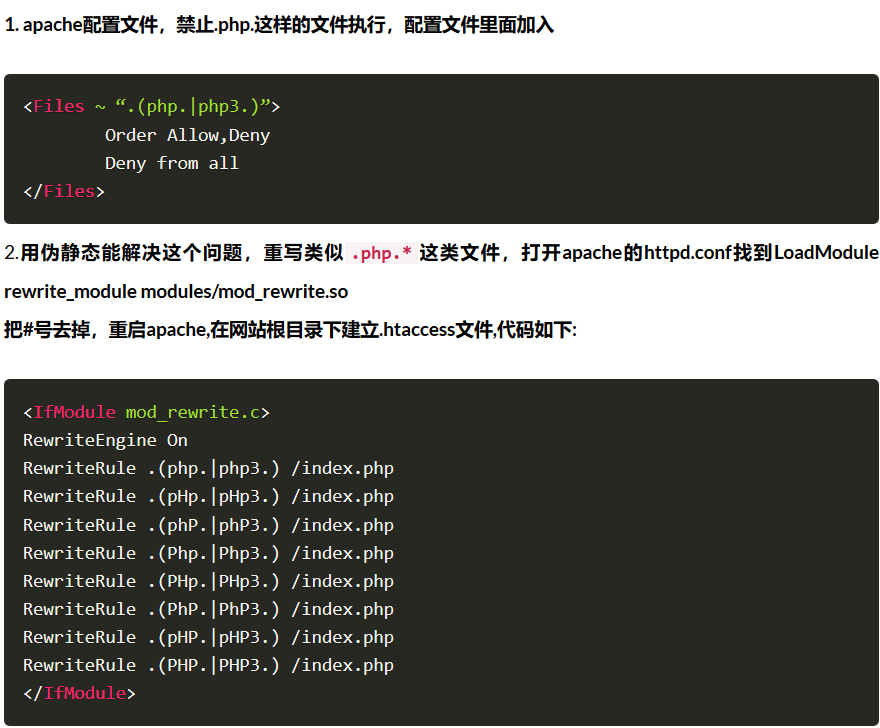 1. apache配置文件，禁止.php.这样的文件执行，配置文件里面加入
<Files ~ “.(php.|php3.)”>
        Order Allow,Deny
        Deny from all
</Files>
2.用伪静态能解决这个问题，重写类似 .php.* 这类文件，打开apache的httpd.conf找到LoadModule
rewrite_module modules/mod_rewrite.so
把#号去掉，重启apache,在网站根目录下建立.htaccess文件,代码如下:
<IfModule mod_rewrite.c>
RewriteEngine On
RewriteRule .(php.|php3.) /index.php
RewriteRule .(pHp.|pHp3.) /index.php
RewriteRule .(phP.|phP3.) /index.php
RewriteRule .(Php.|Php3.) /index.php
RewriteRule .(PHp.|PHp3.) /index.php
RewriteRule .(PhP.|PhP3.) /index.php
RewriteRule .(pHP.|pHP3.) /index.php
RewriteRule .(PHP.|PHP3.) /index.php
</IfModule>